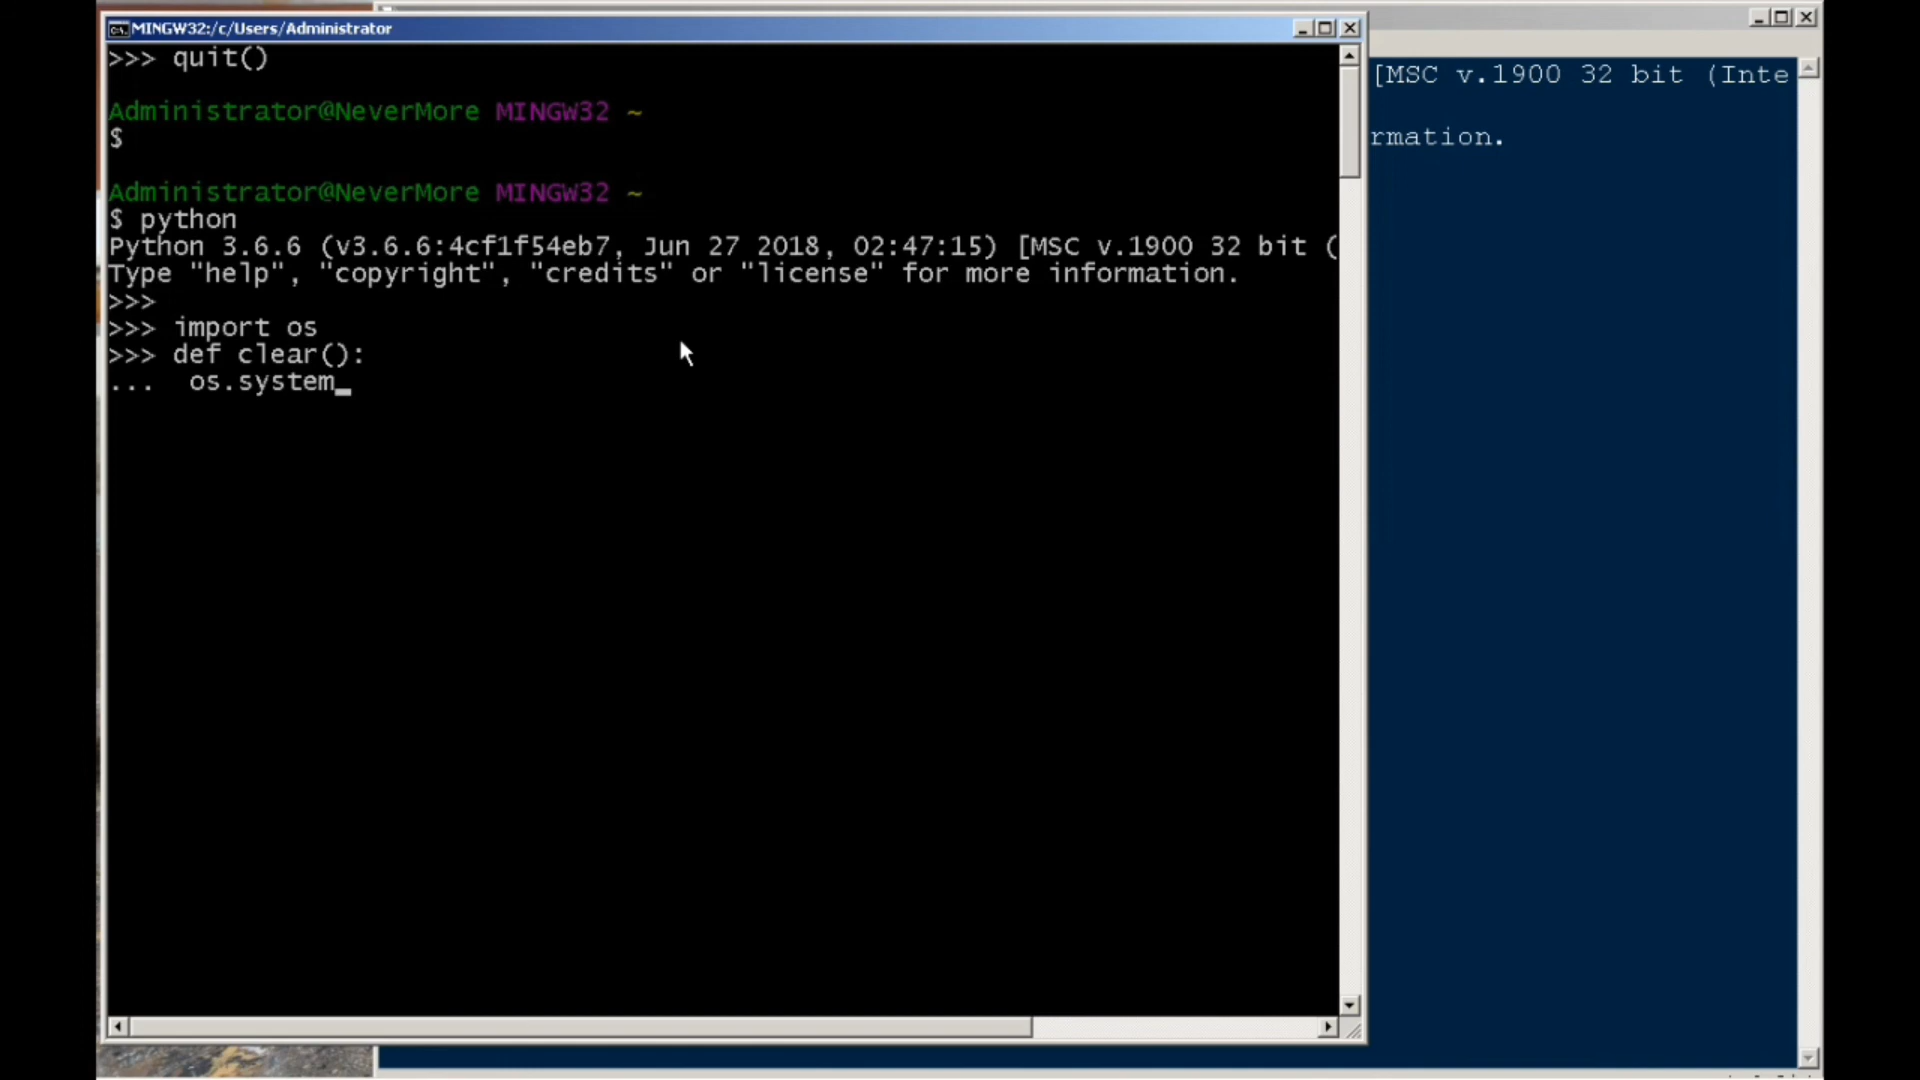 MINGW32:/c/Users/Administrator
>>> quit()
Administrator@NeverMore MINGW32 ~
$
Administrator@NeverMore MINGW32 ~
$ python
Python 3.6.6 (v3.6.6:4cf1f54eb7, Jun 27 2018, 02:47:15) [MSC v.1900 32 bit (
Type "help", "copyright", "credits" or "license" for more information.
>>>
>>> import os
>>> def clear():
...  os.system_
[MSC v.1900 32 bit (Inte
rmation.